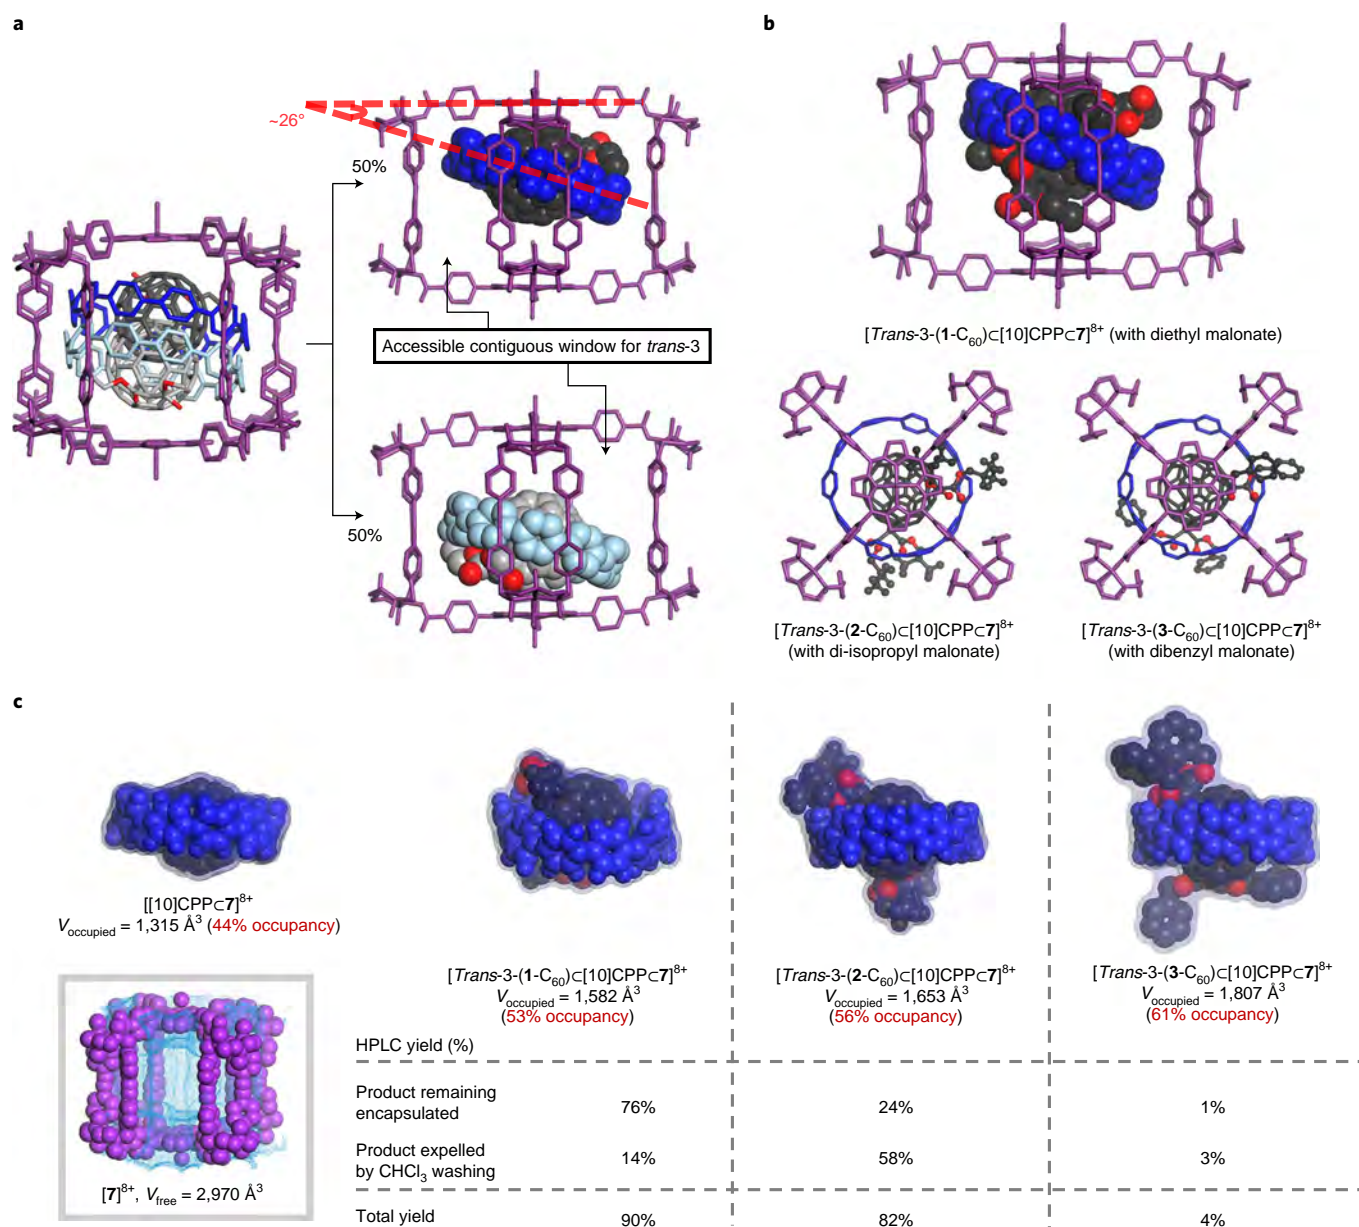 a
b
~26°
50%
Accessible contiguous window for trans-3
50%
[Trans-3-(1-C60)⊂[10]CPP⊂7]8+ (with diethyl malonate)
[Trans-3-(2-C60)⊂[10]CPP⊂7]8+
(with di-isopropyl malonate)
[Trans-3-(3-C60)⊂[10]CPP⊂7]8+
(with dibenzyl malonate)
c
[[10]CPP⊂7]8+
Voccupied = 1,315 Å3 (44% occupancy)
[Trans-3-(1-C60)⊂[10]CPP⊂7]8+
Voccupied = 1,582 Å3
(53% occupancy)
[Trans-3-(2-C60)⊂[10]CPP⊂7]8+
Voccupied = 1,653 Å3
(56% occupancy)
[Trans-3-(3-C60)⊂[10]CPP⊂7]8+
Voccupied = 1,807 Å3
(61% occupancy)
[7]8+, Vfree = 2,970 Å3
HPLC yield (%)
Product remaining
encapsulated 76% 24% 1%
Product expelled
by CHCl3 washing 14% 58% 3%
Total yield 90% 82% 4%